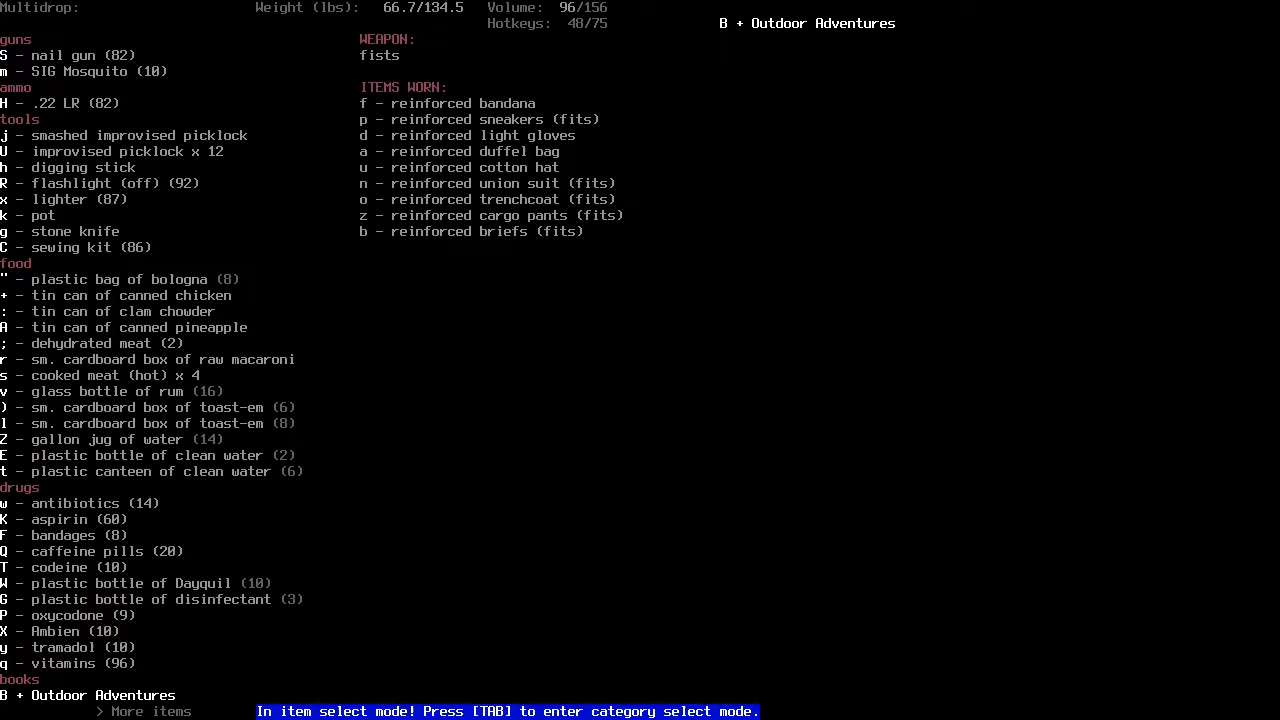 Multidrop: Weight (lbs): 66.7/134.5 Volume: 96/156
Hotkeys: 48/75 B + Outdoor Adventures
guns WEAPON:
S - nail gun (82) fists
m - SIG Mosquito (10)
ammo ITEMS WORN:
H - .22 LR (82) f - reinforced bandana
tools p - reinforced sneakers (fits)
j - smashed improvised picklock d - reinforced light gloves
U - improvised picklock x 12 a - reinforced duffel bag
h - digging stick u - reinforced cotton hat
R - flashlight (off) (92) n - reinforced union suit (fits)
x - lighter (87) o - reinforced trenchcoat (fits)
k - pot z - reinforced cargo pants (fits)
g - stone knife b - reinforced briefs (fits)
C - sewing kit (86)
food
" - plastic bag of bologna (8)
+ - tin can of canned chicken
: - tin can of clam chowder
A - tin can of canned pineapple
; - dehydrated meat (2)
r - sm. cardboard box of raw macaroni
s - cooked meat (hot) x 4
v - glass bottle of rum (16)
) - sm. cardboard box of toast-em (6)
l - sm. cardboard box of toast-em (8)
Z - gallon jug of water (14)
E - plastic bottle of clean water (2)
t - plastic canteen of clean water (6)
drugs
w - antibiotics (14)
K - aspirin (60)
F - bandages (8)
Q - caffeine pills (20)
T - codeine (10)
W - plastic bottle of Dayquil (10)
G - plastic bottle of disinfectant (3)
P - oxycodone (9)
X - Ambien (10)
y - tramadol (10)
q - vitamins (96)
books
B + Outdoor Adventures
> More items In item select mode! Press [TAB] to enter category select mode.